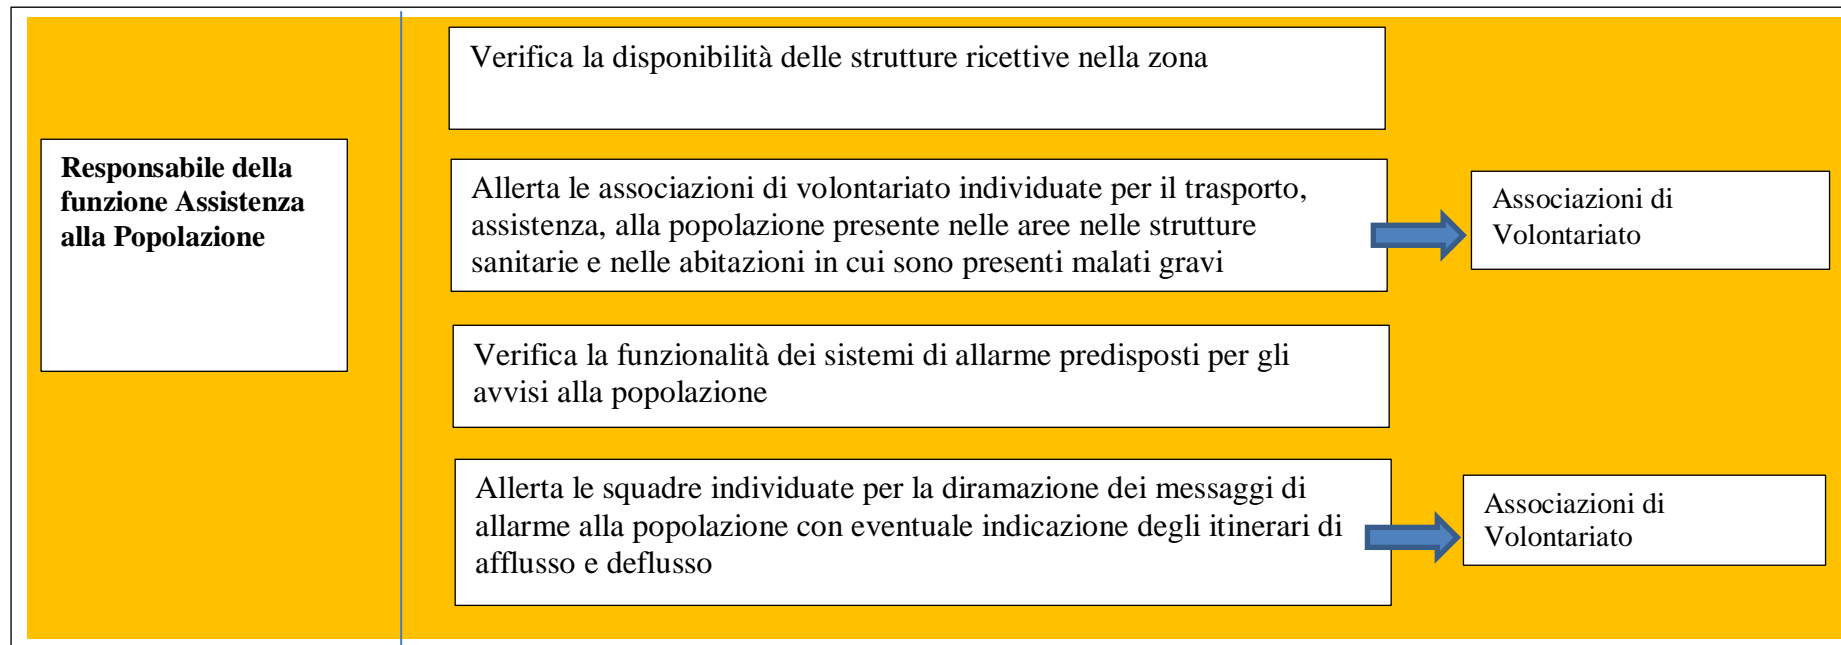 Verifica la disponibilità delle strutture ricettive nella zona
Responsabile della
funzione Assistenza
alla Popolazione
Allerta le associazioni di volontariato individuate per il trasporto,
assistenza, alla popolazione presente nelle aree nelle strutture
sanitarie e nelle abitazioni in cui sono presenti malati gravi
Associazioni di
Volontariato
Verifica la funzionalità dei sistemi di allarme predisposti per gli
avvisi alla popolazione
Allerta le squadre individuate per la diramazione dei messaggi di
allarme alla popolazione con eventuale indicazione degli itinerari di
afflusso e deflusso
Associazioni di
Volontariato